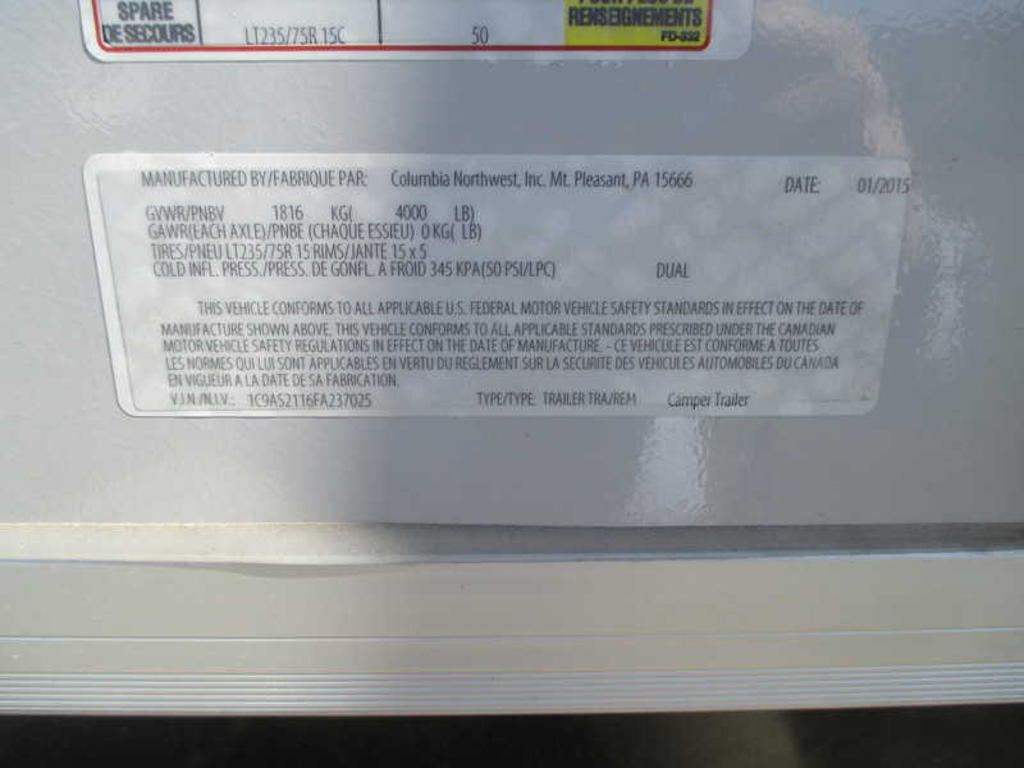 SPARE
DE SECOURS LT235/75R 15C 50 RENSEIGNEMENTS
FD-332
MANUFACTURED BY/FABRIQUE PAR: Columbia Northwest, Inc. Mt. Pleasant, PA 15666 DATE: 01/2015
GVWR/PNBV 1816 KG( 4000 LB)
GAWR(EACH AXLE)/PNBE (CHAQUE ESSIEU) 0 KG( LB)
TIRES/PNEU LT235/75R 15 RIMS/JANTE 15 x 5
COLD INFL. PRESS./PRESS. DE GONFL. A FROID 345 KPA(50 PSI/LPC) DUAL
THIS VEHICLE CONFORMS TO ALL APPLICABLE U.S. FEDERAL MOTOR VEHICLE SAFETY STANDARDS IN EFFECT ON THE DATE OF
MANUFACTURE SHOWN ABOVE. THIS VEHICLE CONFORMS TO ALL APPLICABLE STANDARDS PRESCRIBED UNDER THE CANADIAN
MOTOR VEHICLE SAFETY REGULATIONS IN EFFECT ON THE DATE OF MANUFACTURE. - CE VEHICULE EST CONFORME A TOUTES
LES NORMES QUI LUI SONT APPLICABLES EN VERTU DU REGLEMENT SUR LA SECURITE DES VEHICULES AUTOMOBILES DU CANADA
EN VIGUEUR A LA DATE DE SA FABRICATION.
V.I.N./N.I.V.: 1C9AS2116FA237025 TYPE/TYPE: TRAILER TRA/REM Camper Trailer